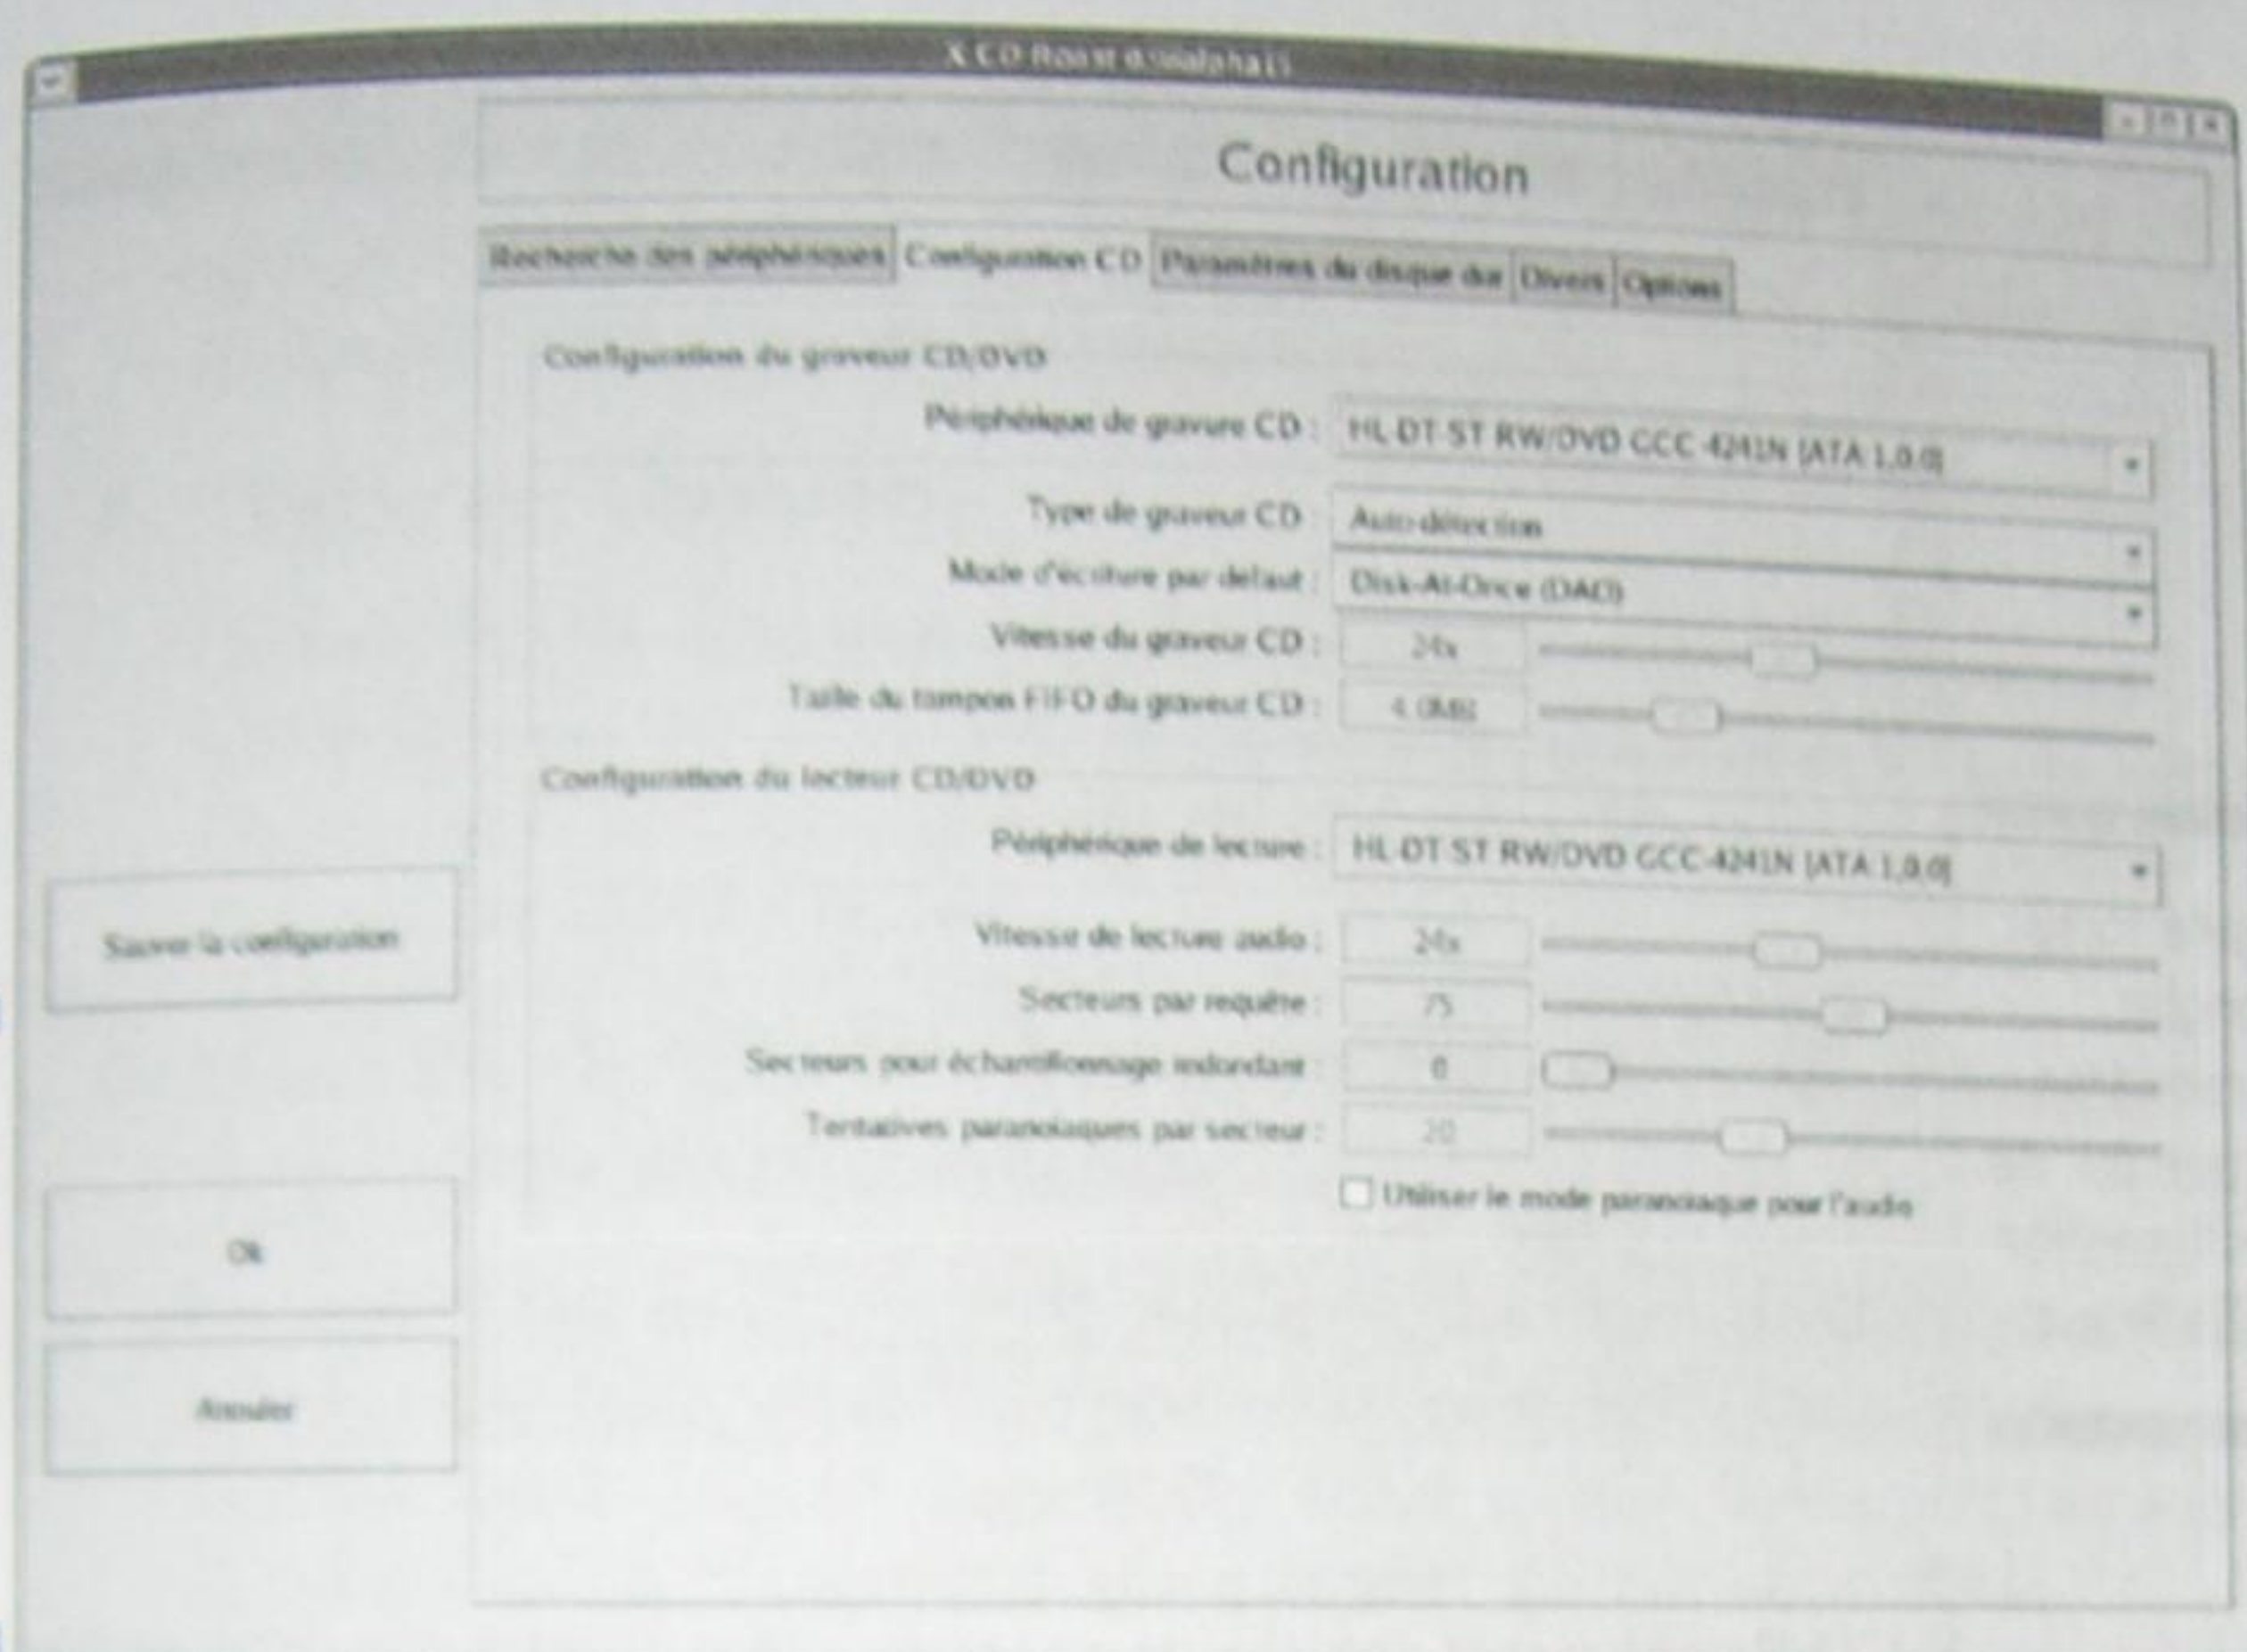 X-CD-Roast 0.98alpha15
Configuration
Recherche des périphériques Configuration CD Paramètres du disque dur Divers Options
Configuration du graveur CD/DVD
Périphérique de gravure CD : HL-DT-ST RW/DVD GCC-4241N [ATA:1,0,0]
Type de graveur CD : Auto-détection
Mode d'écriture par défaut : Disk-At-Once (DAO)
Vitesse du graveur CD : 24x
Taille du tampon FIFO du graveur CD : 4.0MB
Configuration du lecteur CD/DVD
Périphérique de lecture : HL-DT-ST RW/DVD GCC-4241N [ATA:1,0,0]
Vitesse de lecture audio : 24x
Secteurs par requête : 75
Secteurs pour échantillonnage redondant : 0
Tentatives paranoïaques par secteur : 20
Utiliser le mode paranoïaque pour l'audio
Sauver la configuration
Ok
Annuler